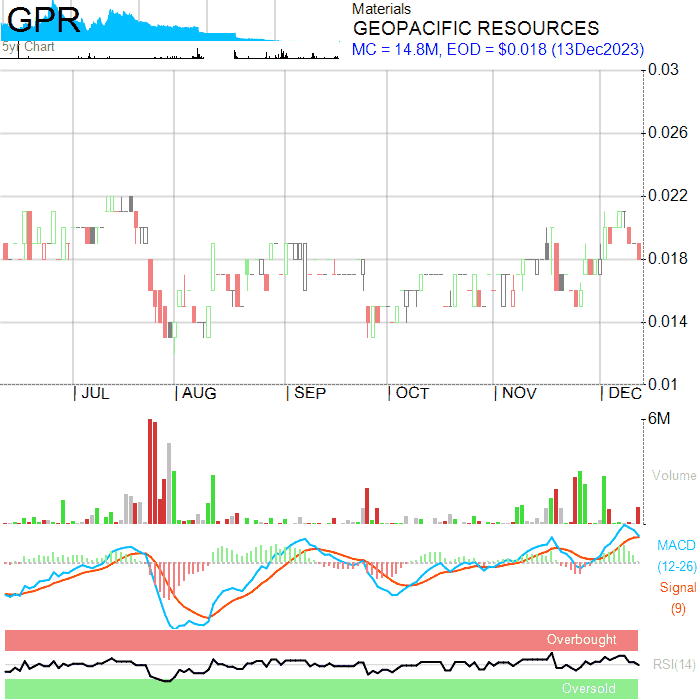 GPR
5yr Chart
Materials
GEOPACIFIC RESOURCES
MC = 14.8M, EOD = $0.018 (13Dec2023)
0.03
0.026
0.022
0.018
0.014
0.01
| JUL | AUG | SEP | OCT | NOV | DEC
6M
Volume
MACD
(12-26)
Signal
(9)
Overbought
RSI(14)
Oversold